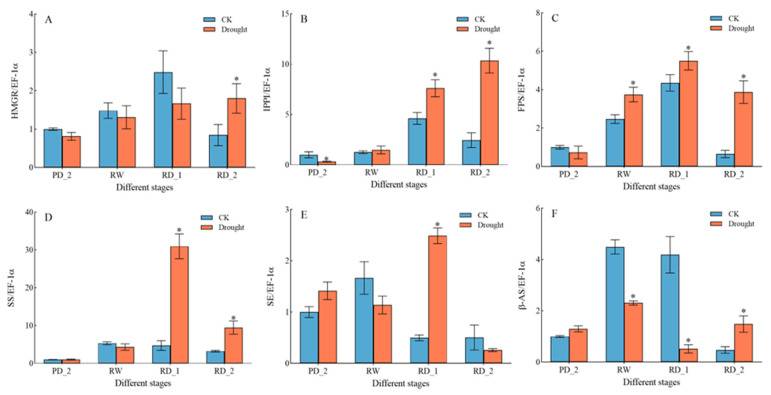 A
CK
Drought
HMGR/EF-1α
4
3
2
1
0
PD_2 RW RD_1 RD_2
Different stages
*
B
CK
Drought
IPPI/EF-1α
15
10
5
0
PD_2 RW RD_1 RD_2
Different stages
* * *
C
CK
Drought
FPS/EF-1α
8
6
4
2
0
PD_2 RW RD_1 RD_2
Different stages
* * *
D
CK
Drought
SS/EF-1α
40
30
20
10
0
PD_2 RW RD_1 RD_2
Different stages
* *
E
CK
Drought
SE/EF-1α
3
2
1
0
PD_2 RW RD_1 RD_2
Different stages
*
F
CK
Drought
β-AS/EF-1α
6
4
2
0
PD_2 RW RD_1 RD_2
Different stages
* * *